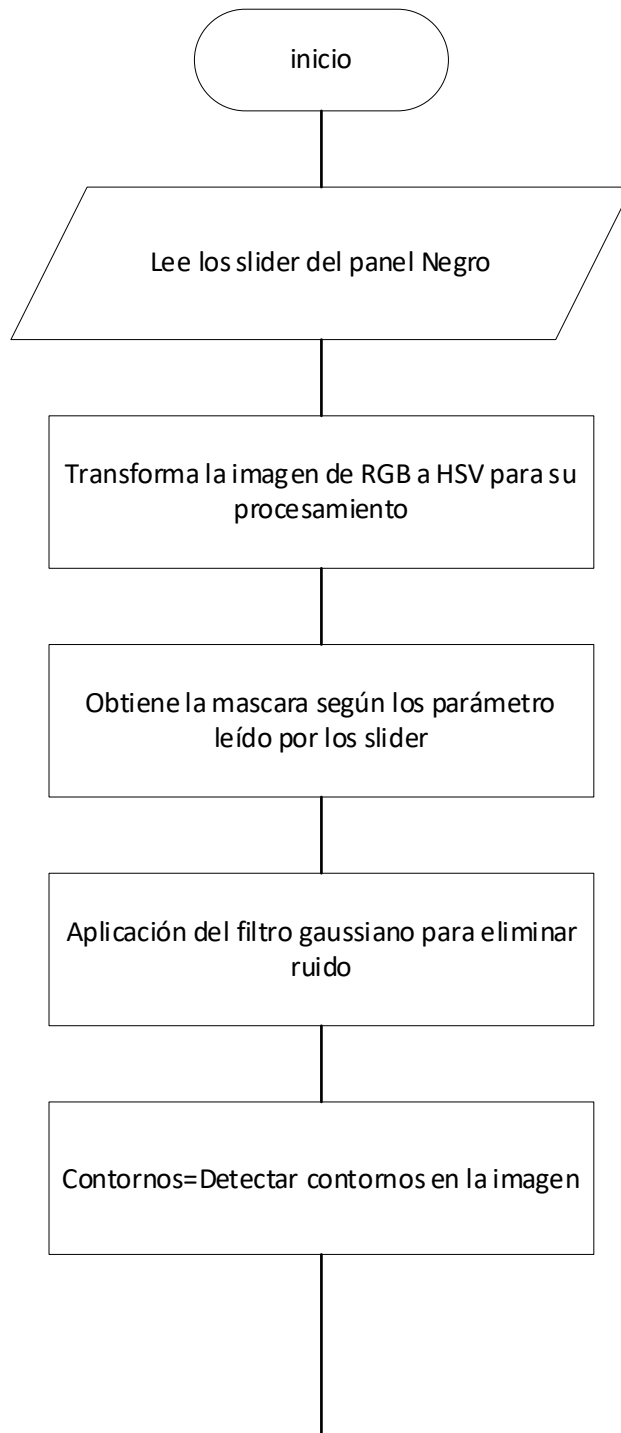 inicio
Lee los slider del panel Negro
Transforma la imagen de RGB a HSV para su
procesamiento
Obtiene la mascara según los parámetro
leído por los slider
Aplicación del filtro gaussiano para eliminar
ruido
Contornos=Detectar contornos en la imagen